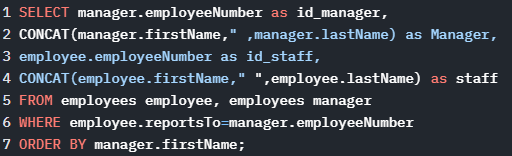 1 SELECT manager.employeeNumber as id_manager,
2 CONCAT(manager.firstName," ,manager.lastName) as Manager,
3 employee.employeeNumber as id_staff,
4 CONCAT(employee.firstName," ",employee.lastName) as staff
5 FROM employees employee, employees manager
6 WHERE employee.reportsTo=manager.employeeNumber
7 ORDER BY manager.firstName;